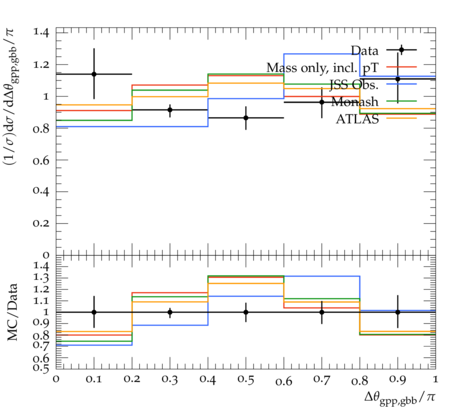 (1/σ)dσ/dΔθgpp,gbb/π
1.4
1.2
1
0.8
0.6
0.4
0.2
0
Data
Mass only, incl. pT
JSS Obs.
Monash
ATLAS
MC/Data
1.4
1.3
1.2
1.1
1
0.9
0.8
0.7
0.6
0.5
0 0.1 0.2 0.3 0.4 0.5 0.6 0.7 0.8 0.9 1
Δθgpp,gbb/π